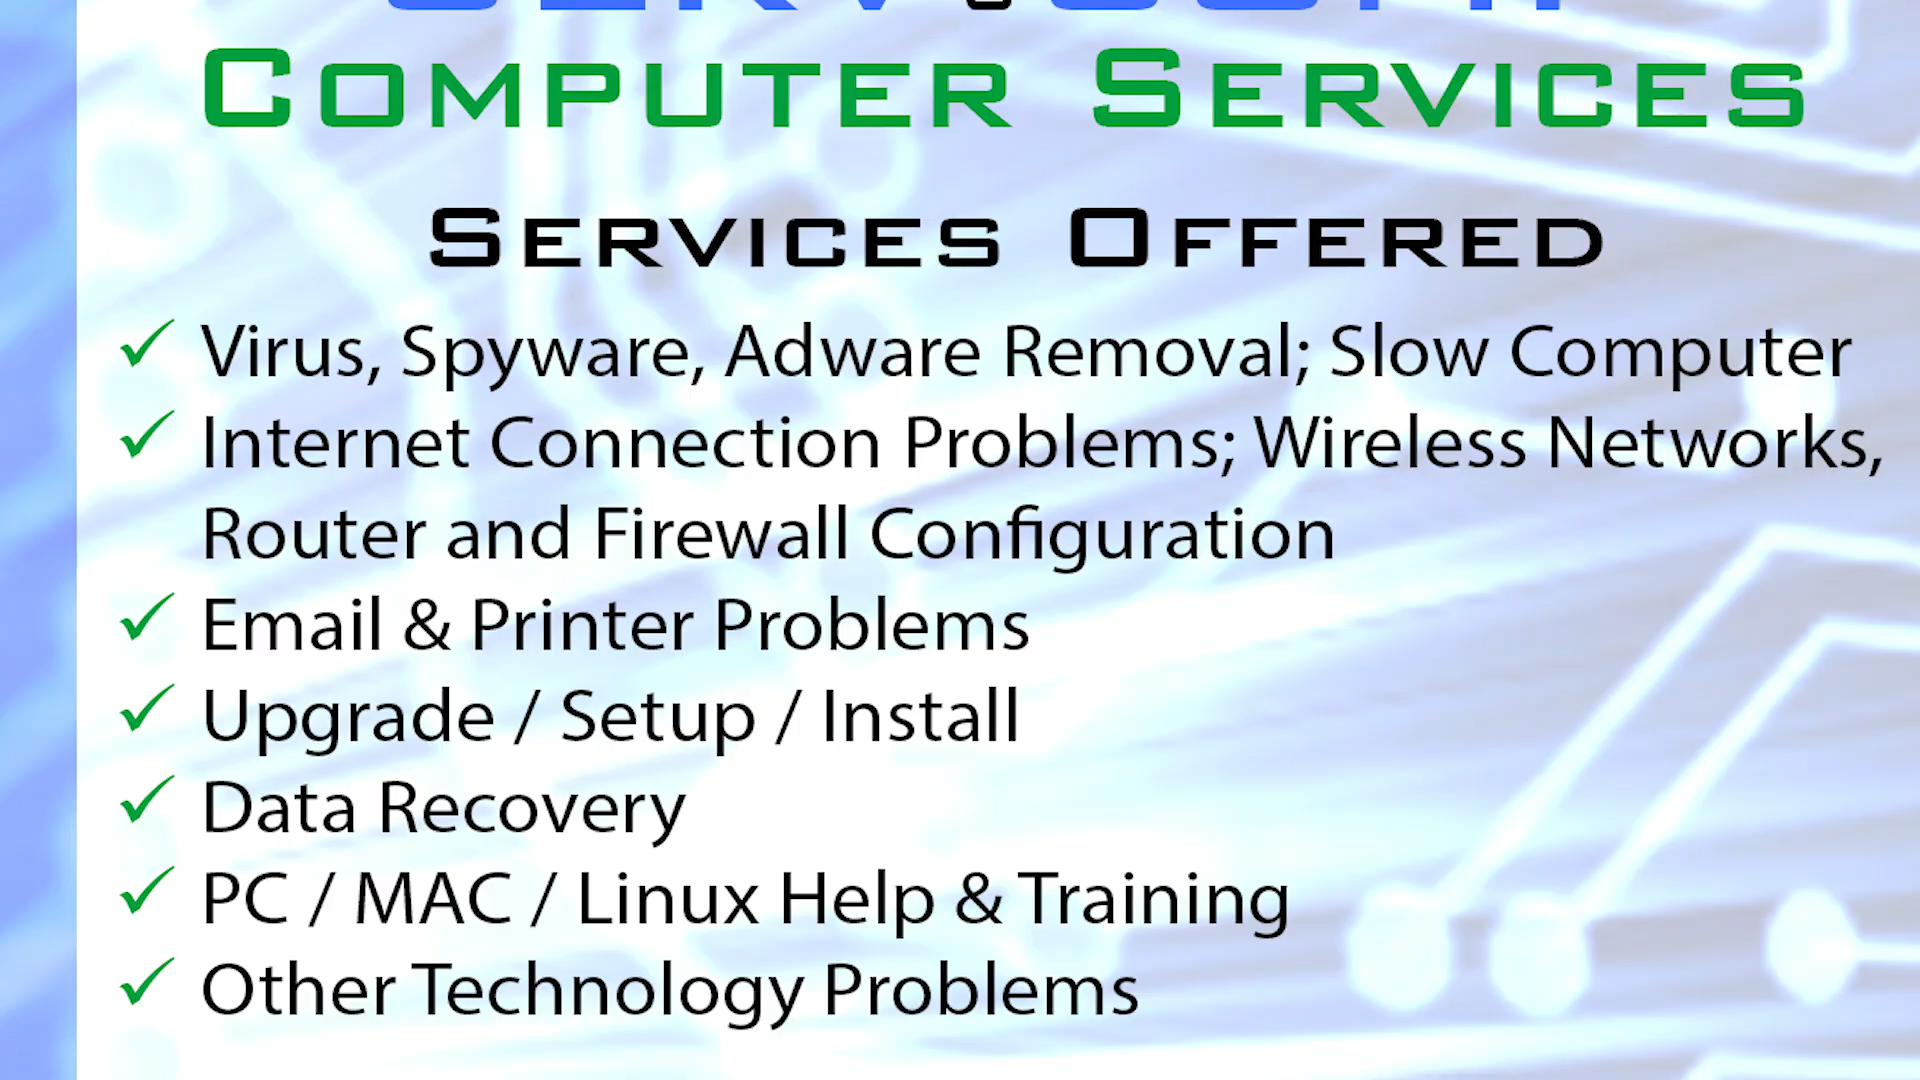 COMPUTER SERVICES
SERVICES OFFERED
✓ Virus, Spyware, Adware Removal; Slow Computer
✓ Internet Connection Problems; Wireless Networks,
Router and Firewall Configuration
✓ Email & Printer Problems
✓ Upgrade / Setup / Install
✓ Data Recovery
✓ PC / MAC / Linux Help & Training
✓ Other Technology Problems